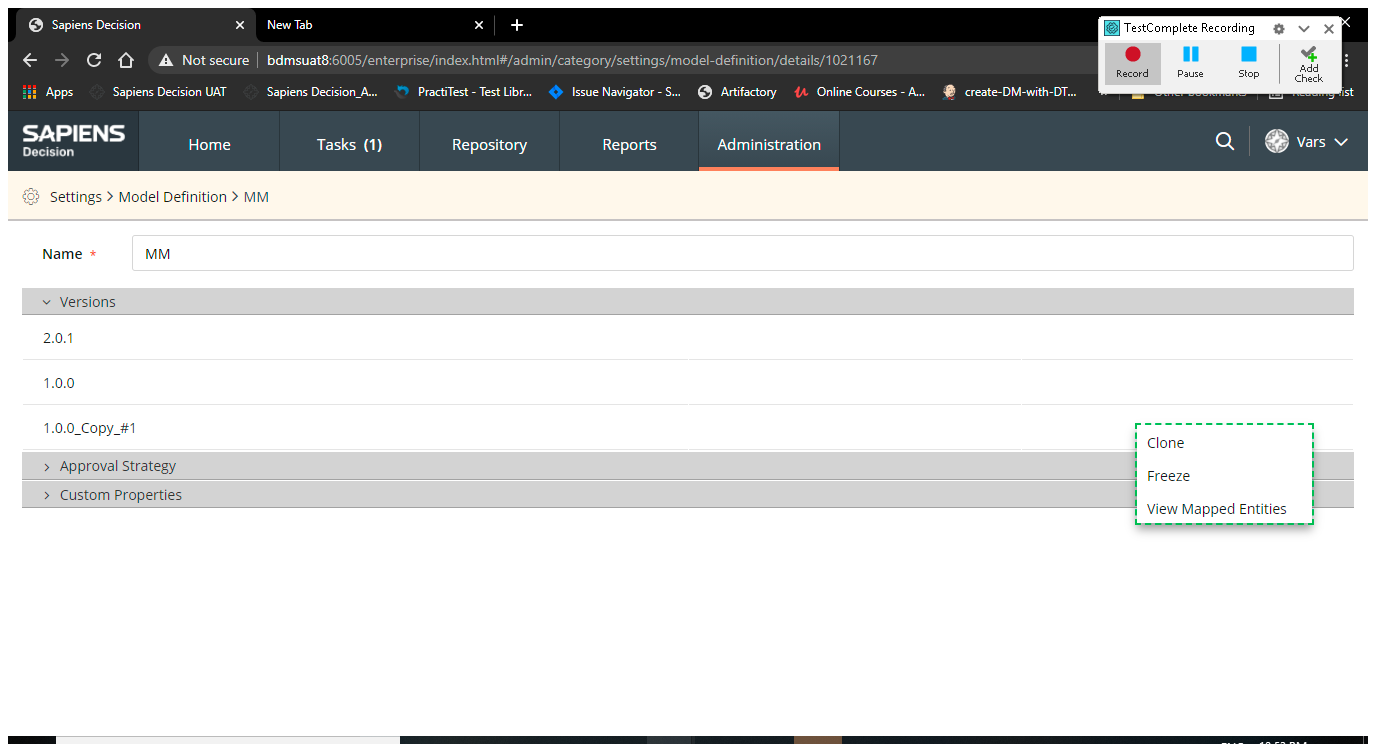 Sapiens Decision
New Tab
TestComplete Recording
Not secure
bdmsuat8:6005/enterprise/index.html#/admin/category/settings/model-definition/details/1021167
Record
Pause
Stop
Add
Check
Apps
Sapiens Decision UAT
Sapiens Decision_A...
PractiTest - Test Libr...
Issue Navigator - S...
Artifactory
Online Courses - A...
create-DM-with-DT...
Other bookmarks
Reading list
SAPIENS
Decision
Home
Tasks (1)
Repository
Reports
Administration
Vars
Settings > Model Definition > MM
Name *
MM
Versions
2.0.1
1.0.0
1.0.0_Copy_#1
Clone
Freeze
View Mapped Entities
Approval Strategy
Custom Properties